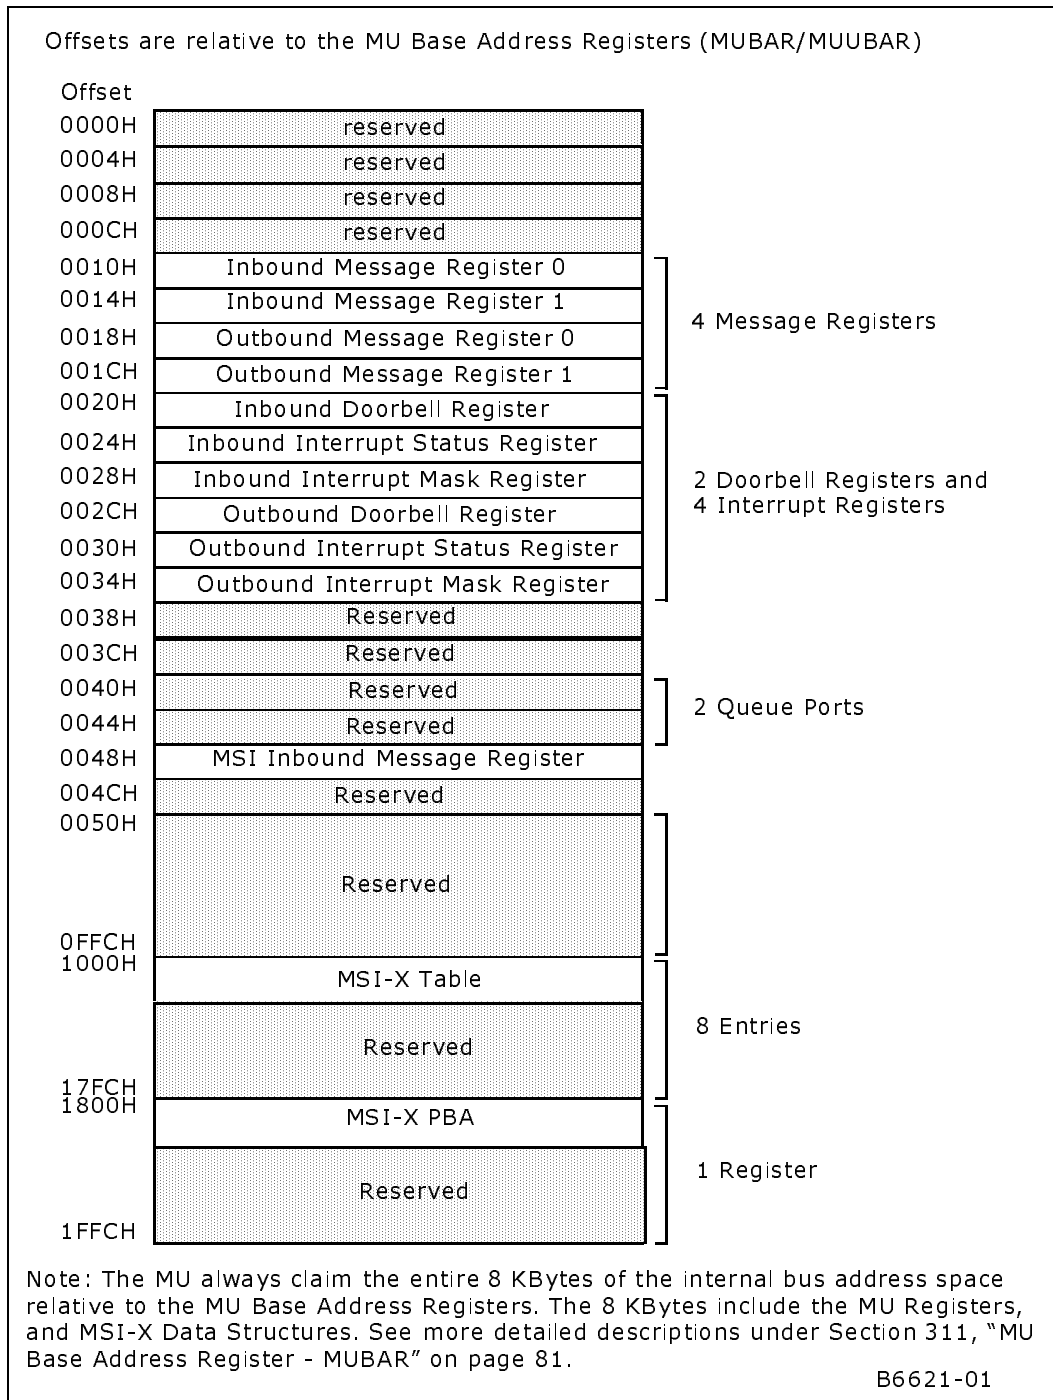 Offsets are relative to the MU Base Address Registers (MUBAR/MUUBAR)
Offset
0000H reserved
0004H reserved
0008H reserved
000CH reserved
0010H Inbound Message Register 0
0014H Inbound Message Register 1
4 Message Registers
0018H Outbound Message Register 0
001CH Outbound Message Register 1
0020H Inbound Doorbell Register
0024H Inbound Interrupt Status Register
0028H Inbound Interrupt Mask Register
2 Doorbell Registers and
4 Interrupt Registers
002CH Outbound Doorbell Register
0030H Outbound Interrupt Status Register
0034H Outbound Interrupt Mask Register
0038H Reserved
003CH Reserved
0040H Reserved
2 Queue Ports
0044H Reserved
0048H MSI Inbound Message Register
004CH Reserved
0050H
Reserved
0FFCH
1000H
MSI-X Table
8 Entries
Reserved
17FCH
1800H
MSI-X PBA
1 Register
Reserved
1FFCH
Note: The MU always claim the entire 8 KBytes of the internal bus address space
relative to the MU Base Address Registers. The 8 KBytes include the MU Registers,
and MSI-X Data Structures. See more detailed descriptions under Section 311, “MU
Base Address Register - MUBAR” on page 81.
B6621-01